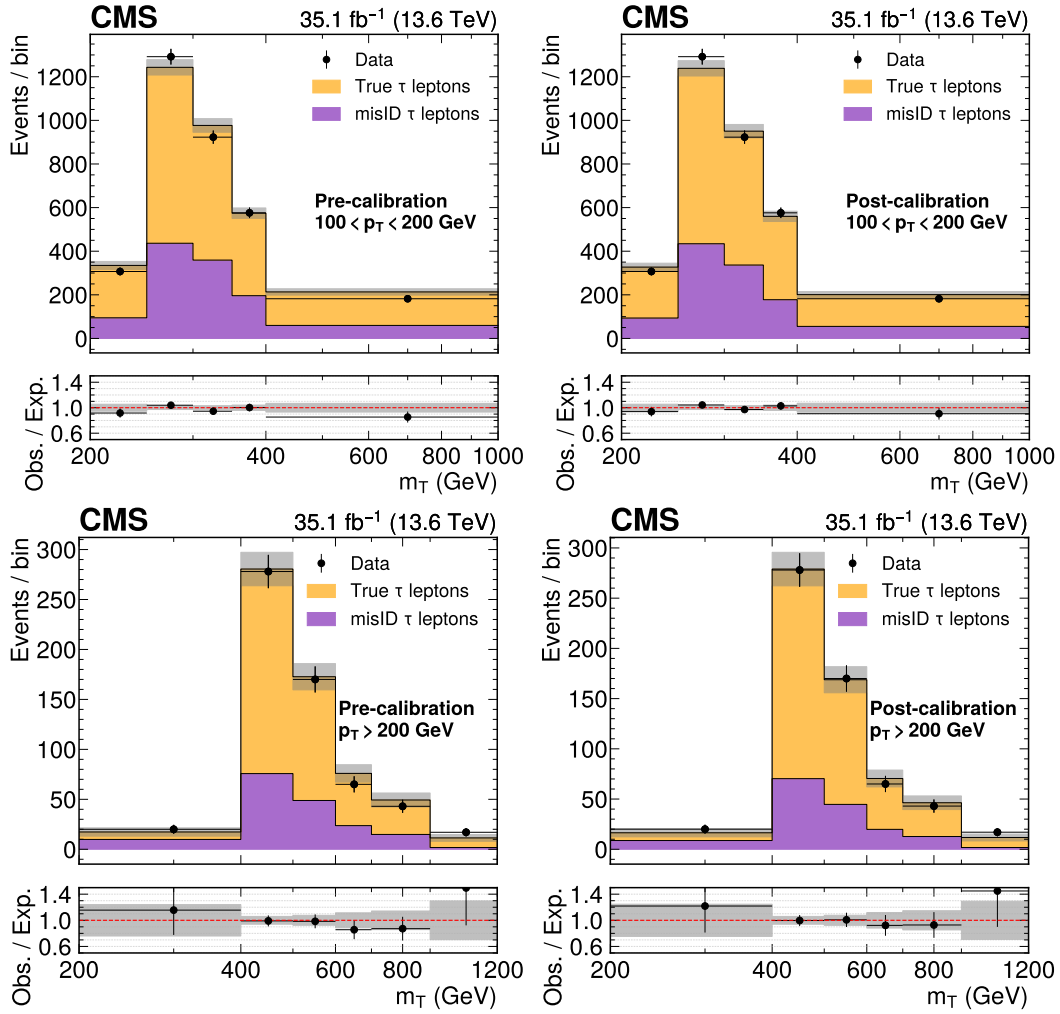 CMS 35.1 fb⁻¹ (13.6 TeV)
Events / bin
1200
1000
800
600
400
200
0
Data
True τ leptons
misID τ leptons
Pre-calibration
100 < p_T < 200 GeV
Obs. / Exp.
1.4
1.0
0.6
200 400 600 800 1000
m_T (GeV)
CMS 35.1 fb⁻¹ (13.6 TeV)
Events / bin
1200
1000
800
600
400
200
0
Data
True τ leptons
misID τ leptons
Post-calibration
100 < p_T < 200 GeV
Obs. / Exp.
1.4
1.0
0.6
200 400 600 800 1000
m_T (GeV)
CMS 35.1 fb⁻¹ (13.6 TeV)
Events / bin
300
250
200
150
100
50
0
Data
True τ leptons
misID τ leptons
Pre-calibration
p_T > 200 GeV
Obs. / Exp.
1.4
1.0
0.6
200 400 600 800 1200
m_T (GeV)
CMS 35.1 fb⁻¹ (13.6 TeV)
Events / bin
300
250
200
150
100
50
0
Data
True τ leptons
misID τ leptons
Post-calibration
p_T > 200 GeV
Obs. / Exp.
1.4
1.0
0.6
200 400 600 800 1200
m_T (GeV)